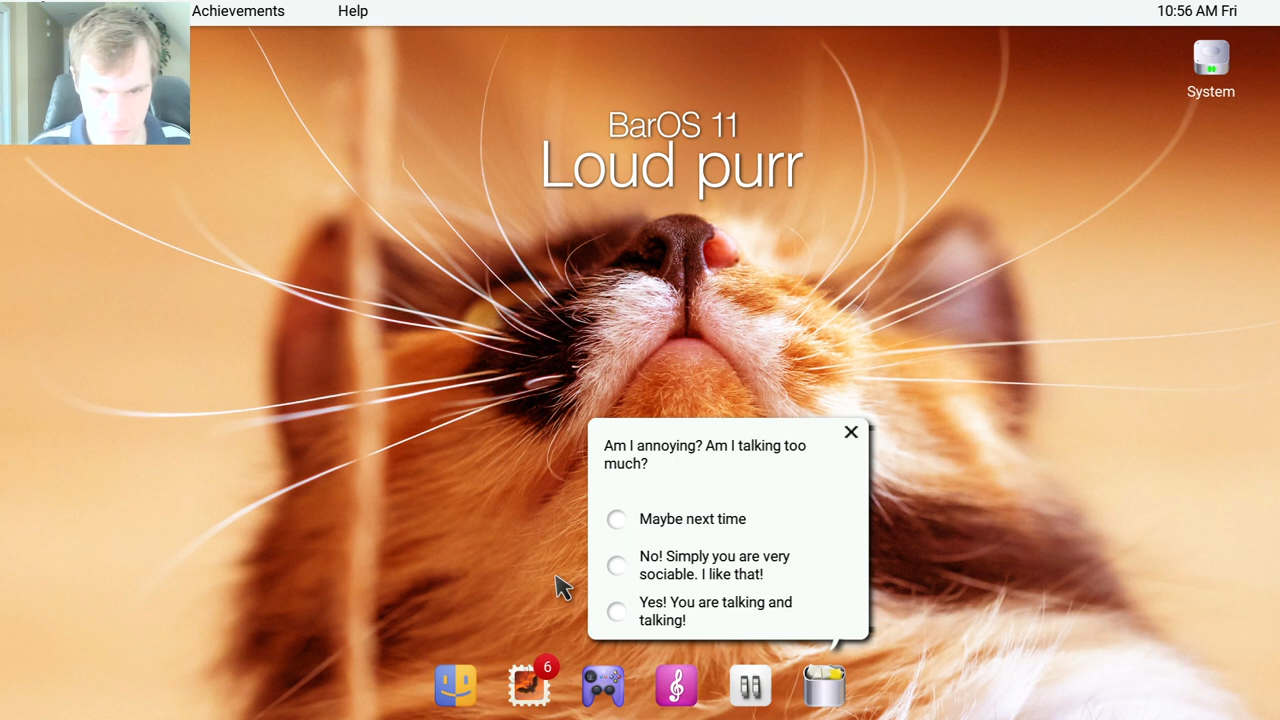 Achievements Help 10:56 AM Fri
System
BarOS 11
Loud purr
Am I annoying? Am I talking too
much?
Maybe next time
No! Simply you are very
sociable. I like that!
Yes! You are talking and
talking!
6